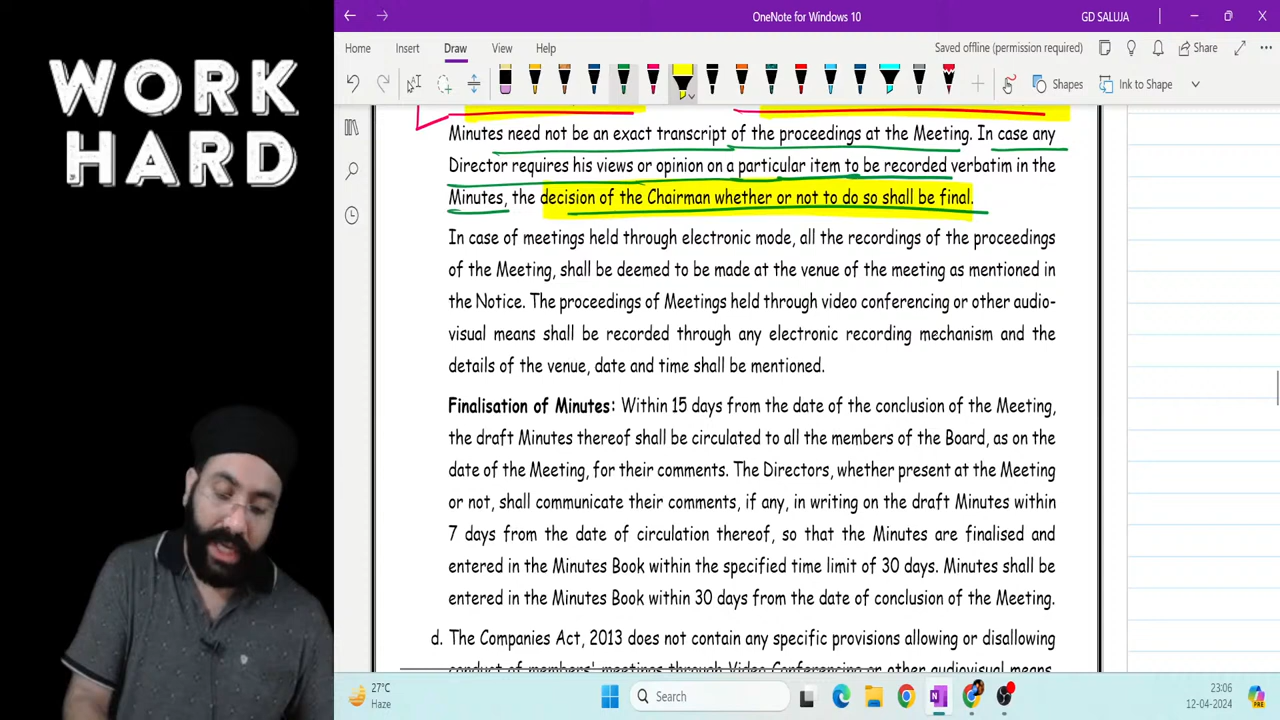 WORK
HARD
OneNote for Windows 10
GD SALUJA
Home Insert Draw View Help
Saved offline (permission required)
Share
Shapes
Ink to Share
Minutes need not be an exact transcript of the proceedings at the Meeting. In case any
Director requires his views or opinion on a particular item to be recorded verbatim in the
Minutes, the decision of the Chairman whether or not to do so shall be final.
In case of meetings held through electronic mode, all the recordings of the proceedings
of the Meeting, shall be deemed to be made at the venue of the meeting as mentioned in
the Notice. The proceedings of Meetings held through video conferencing or other audio-
visual means shall be recorded through any electronic recording mechanism and the
details of the venue, date and time shall be mentioned.
Finalisation of Minutes: Within 15 days from the date of the conclusion of the Meeting,
the draft Minutes thereof shall be circulated to all the members of the Board, as on the
date of the Meeting, for their comments. The Directors, whether present at the Meeting
or not, shall communicate their comments, if any, in writing on the draft Minutes within
7 days from the date of circulation thereof, so that the Minutes are finalised and
entered in the Minutes Book within the specified time limit of 30 days. Minutes shall be
entered in the Minutes Book within 30 days from the date of conclusion of the Meeting.
d. The Companies Act, 2013 does not contain any specific provisions allowing or disallowing
conduct of members' meetings through Video Conferencing or other audiovisual means.
27°C
Haze
Search
23:06
12-04-2024
PRE